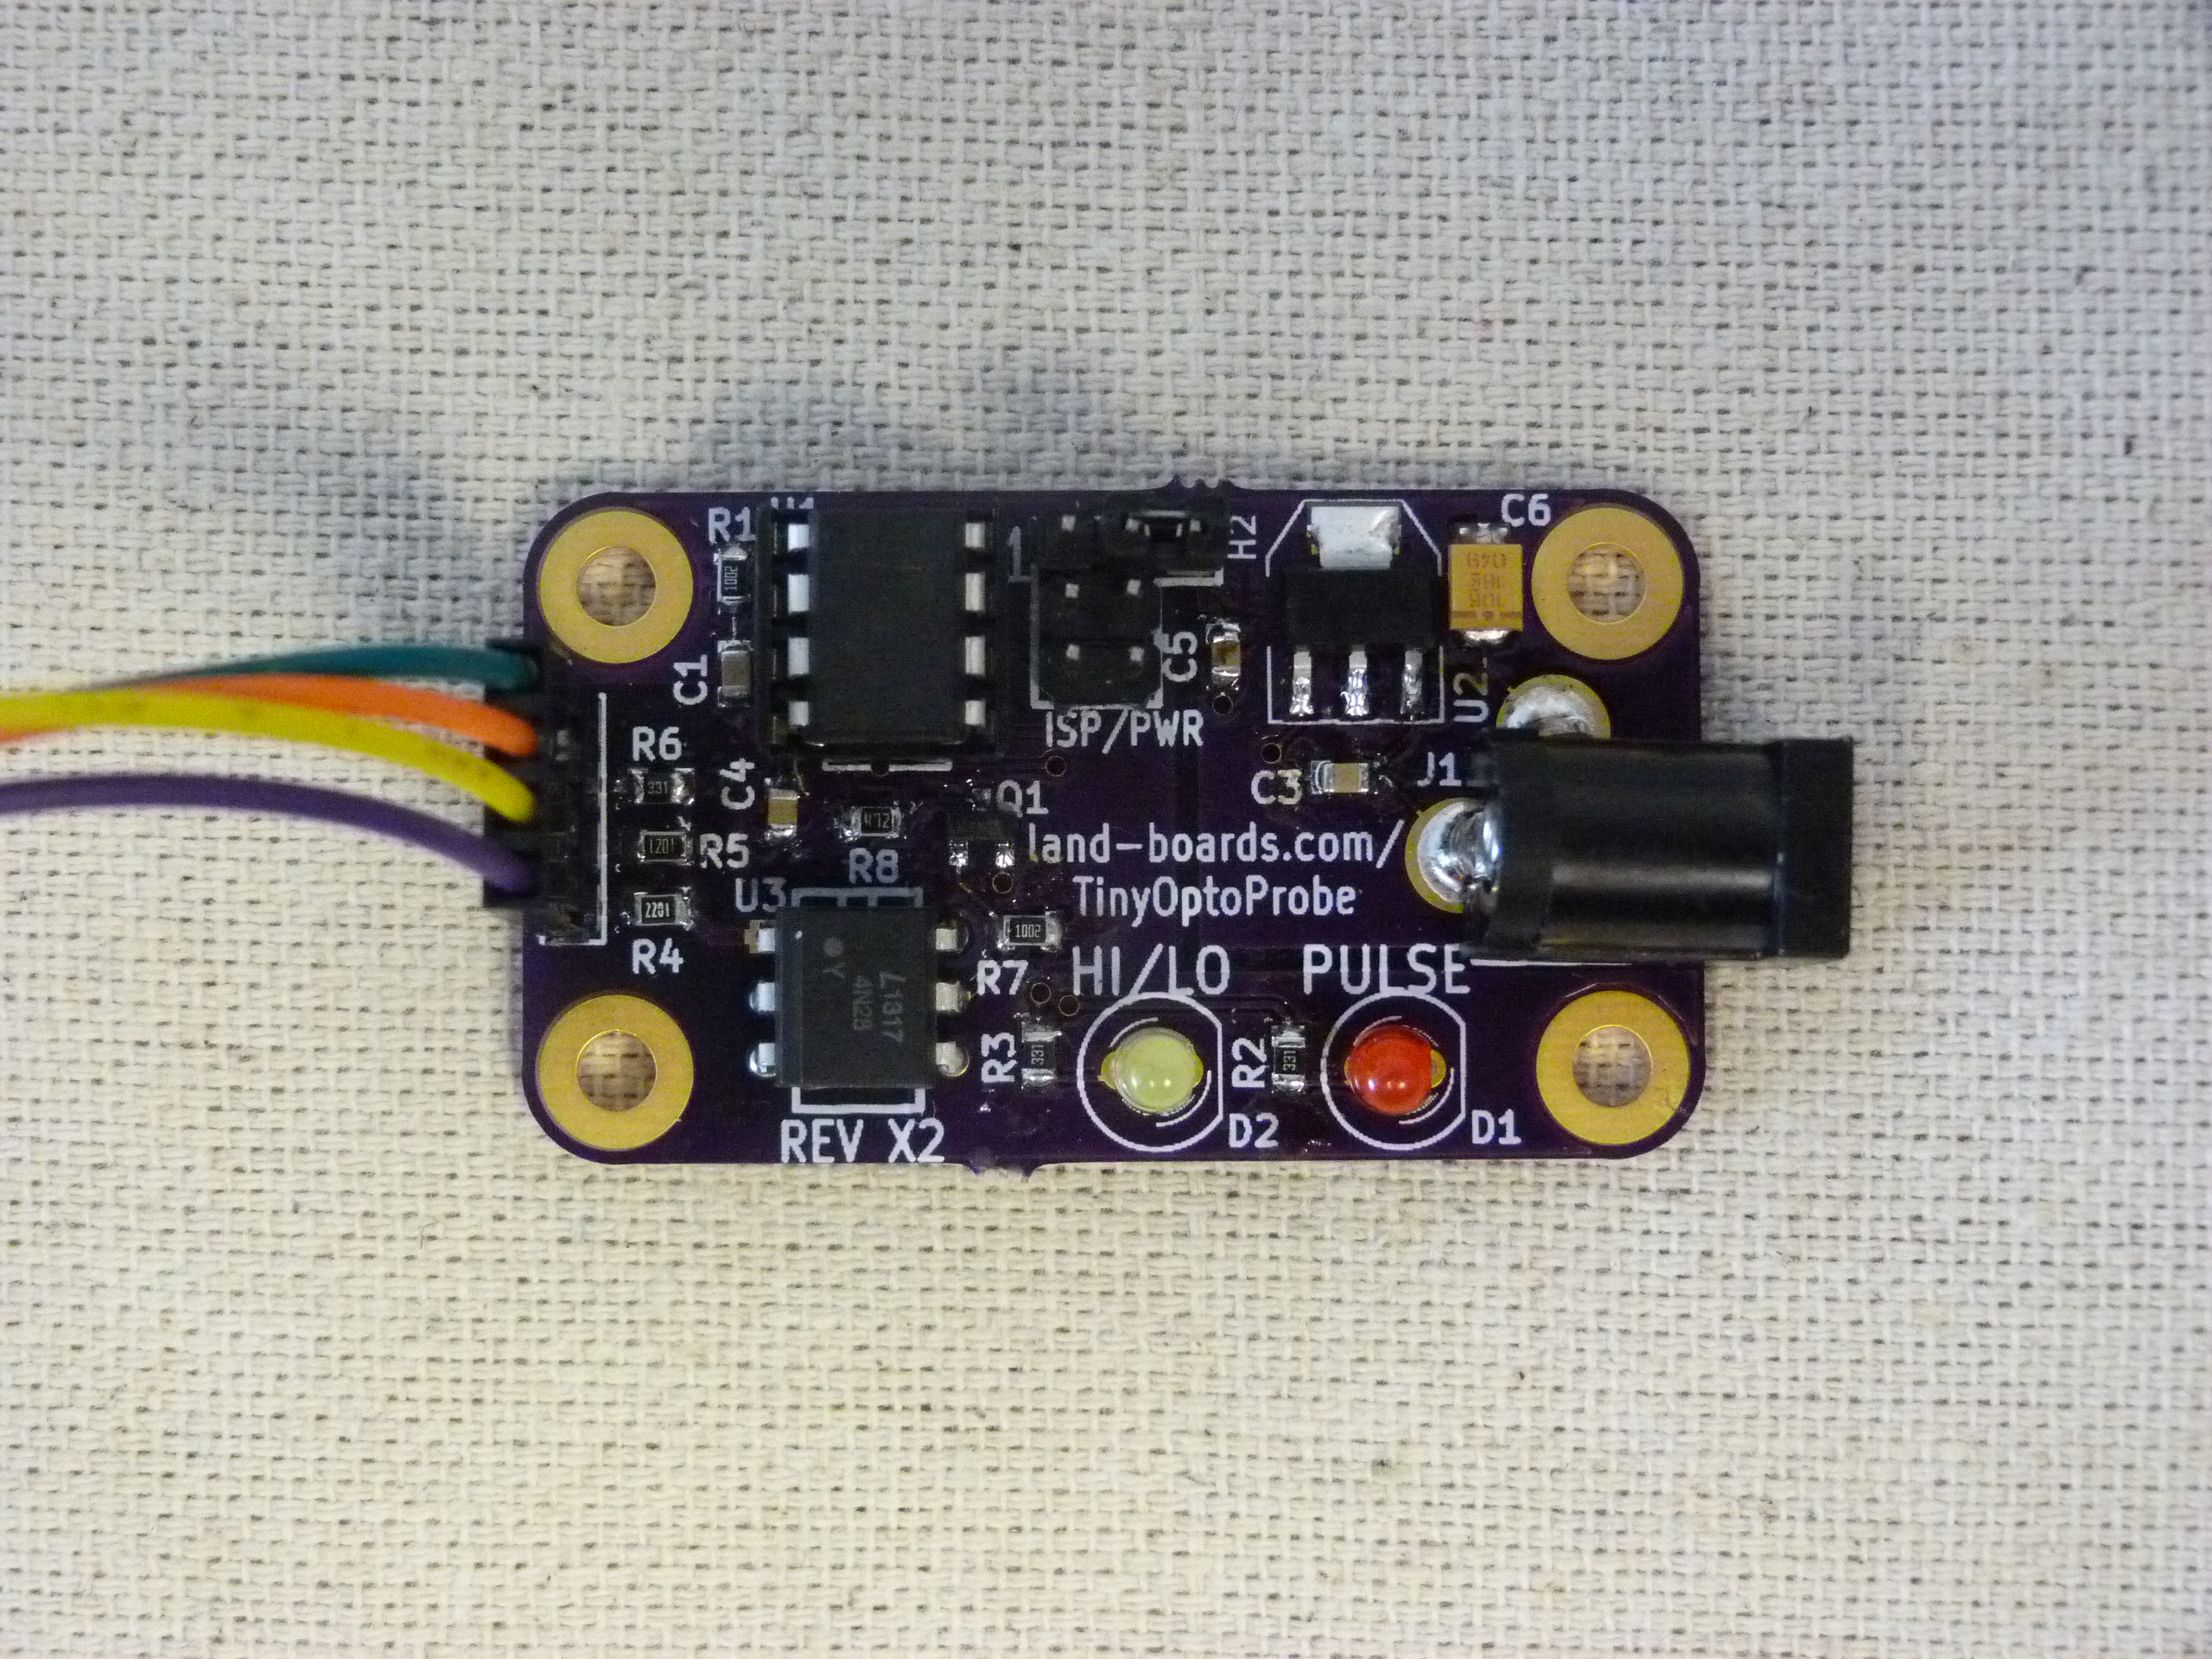 R1
C6
H2
1
1002
C1
C5
U2
ISP/PWR
R6
331
C4
C3
J1
Q1
472
1201
R5
R8
land-boards.com/
TinyOptoProbe
U3
2201
R4
1002
R7
HI/LO
PULSE
L1317
4N28
Y
R3
331
R2
331
D2
D1
REV X2